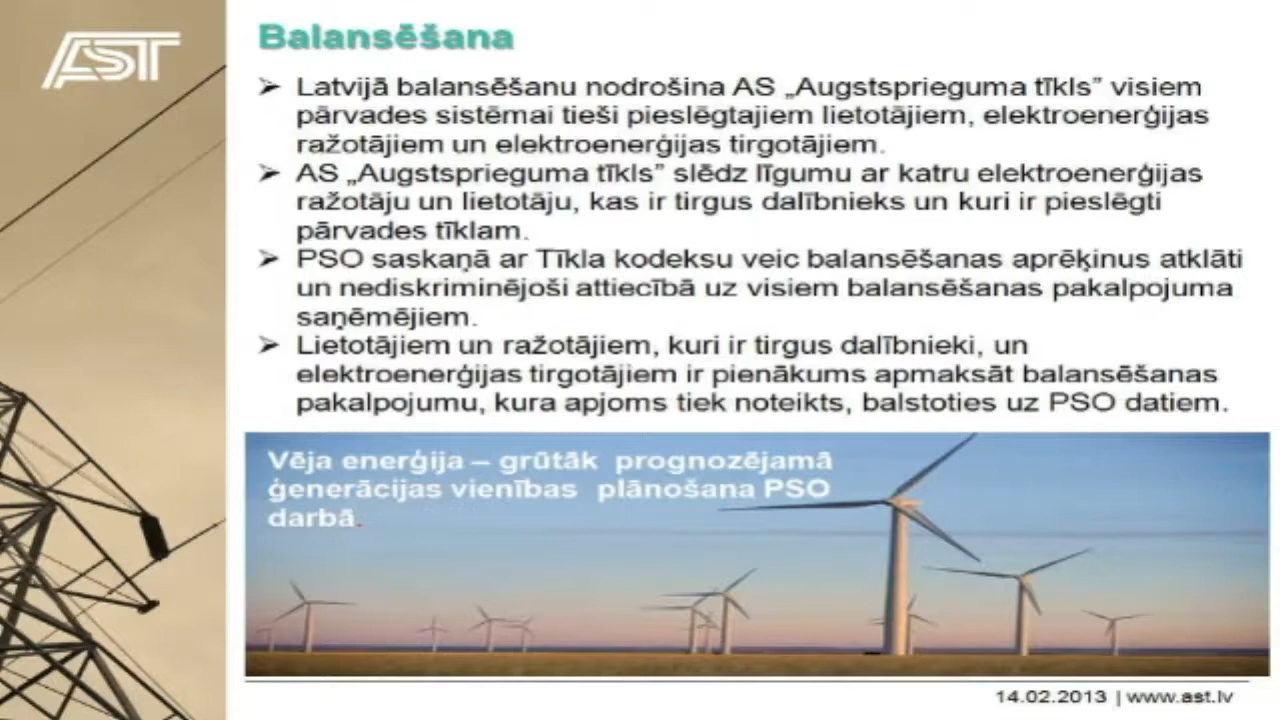 AST
Balansēšana
➢ Latvijā balansēšanu nodrošina AS „Augstsprieguma tīkls” visiem
pārvades sistēmai tieši pieslēgtajiem lietotājiem, elektroenerģijas
ražotājiem un elektroenerģijas tirgotājiem.
➢ AS „Augstsprieguma tīkls” slēdz līgumu ar katru elektroenerģijas
ražotāju un lietotāju, kas ir tirgus dalībnieks un kuri ir pieslēgti
pārvades tīklam.
➢ PSO saskaņā ar Tīkla kodeksu veic balansēšanas aprēķinus atklāti
un nediskriminējoši attiecībā uz visiem balansēšanas pakalpojuma
saņēmējiem.
➢ Lietotājiem un ražotājiem, kuri ir tirgus dalībnieki, un
elektroenerģijas tirgotājiem ir pienākums apmaksāt balansēšanas
pakalpojumu, kura apjoms tiek noteikts, balstoties uz PSO datiem.
Vēja enerģija – grūtāk prognozējamā
ģenerācijas vienības plānošana PSO
darbā.
14.02.2013 | www.ast.lv